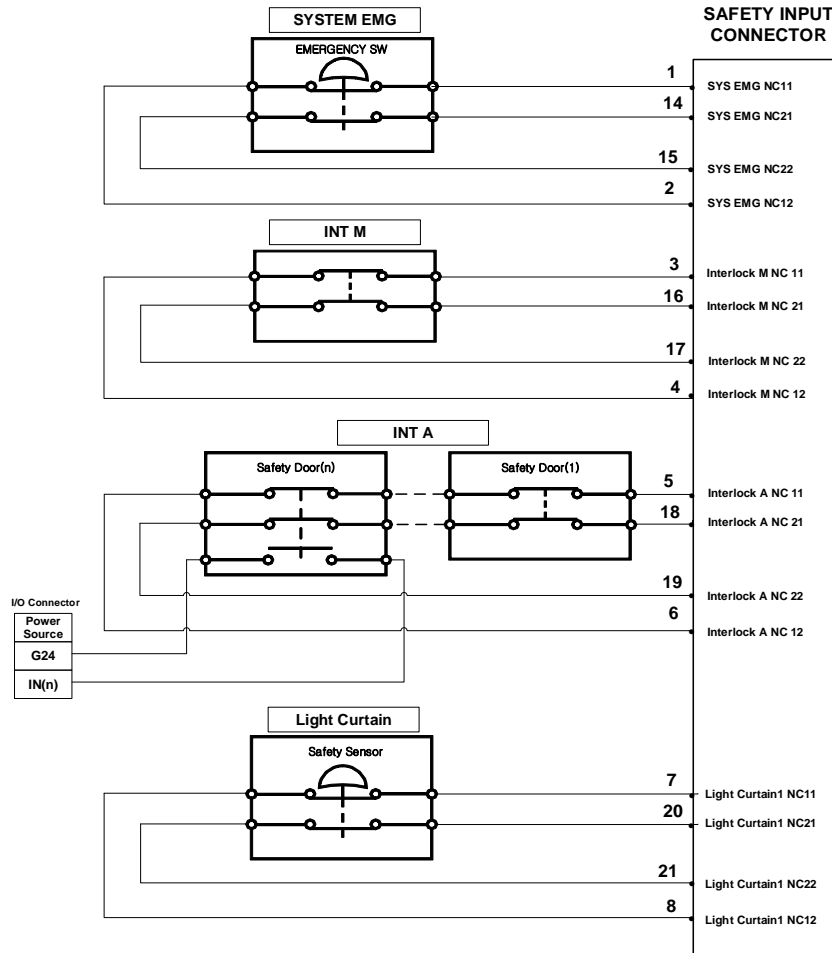 SYSTEM EMG
SAFETY INPUT
CONNECTOR
EMERGENCY SW
1
SYS EMG NC11
14
SYS EMG NC21
15
SYS EMG NC22
2
SYS EMG NC12
INT M
3
Interlock M NC 11
16
Interlock M NC 21
17
Interlock M NC 22
4
Interlock M NC 12
INT A
Safety Door(n)
Safety Door(1)
5
Interlock A NC 11
18
Interlock A NC 21
19
Interlock A NC 22
6
Interlock A NC 12
I/O Connector
Power
Source
G24
IN(n)
Light Curtain
Safety Sensor
7
Light Curtain1 NC11
20
Light Curtain1 NC21
21
Light Curtain1 NC22
8
Light Curtain1 NC12